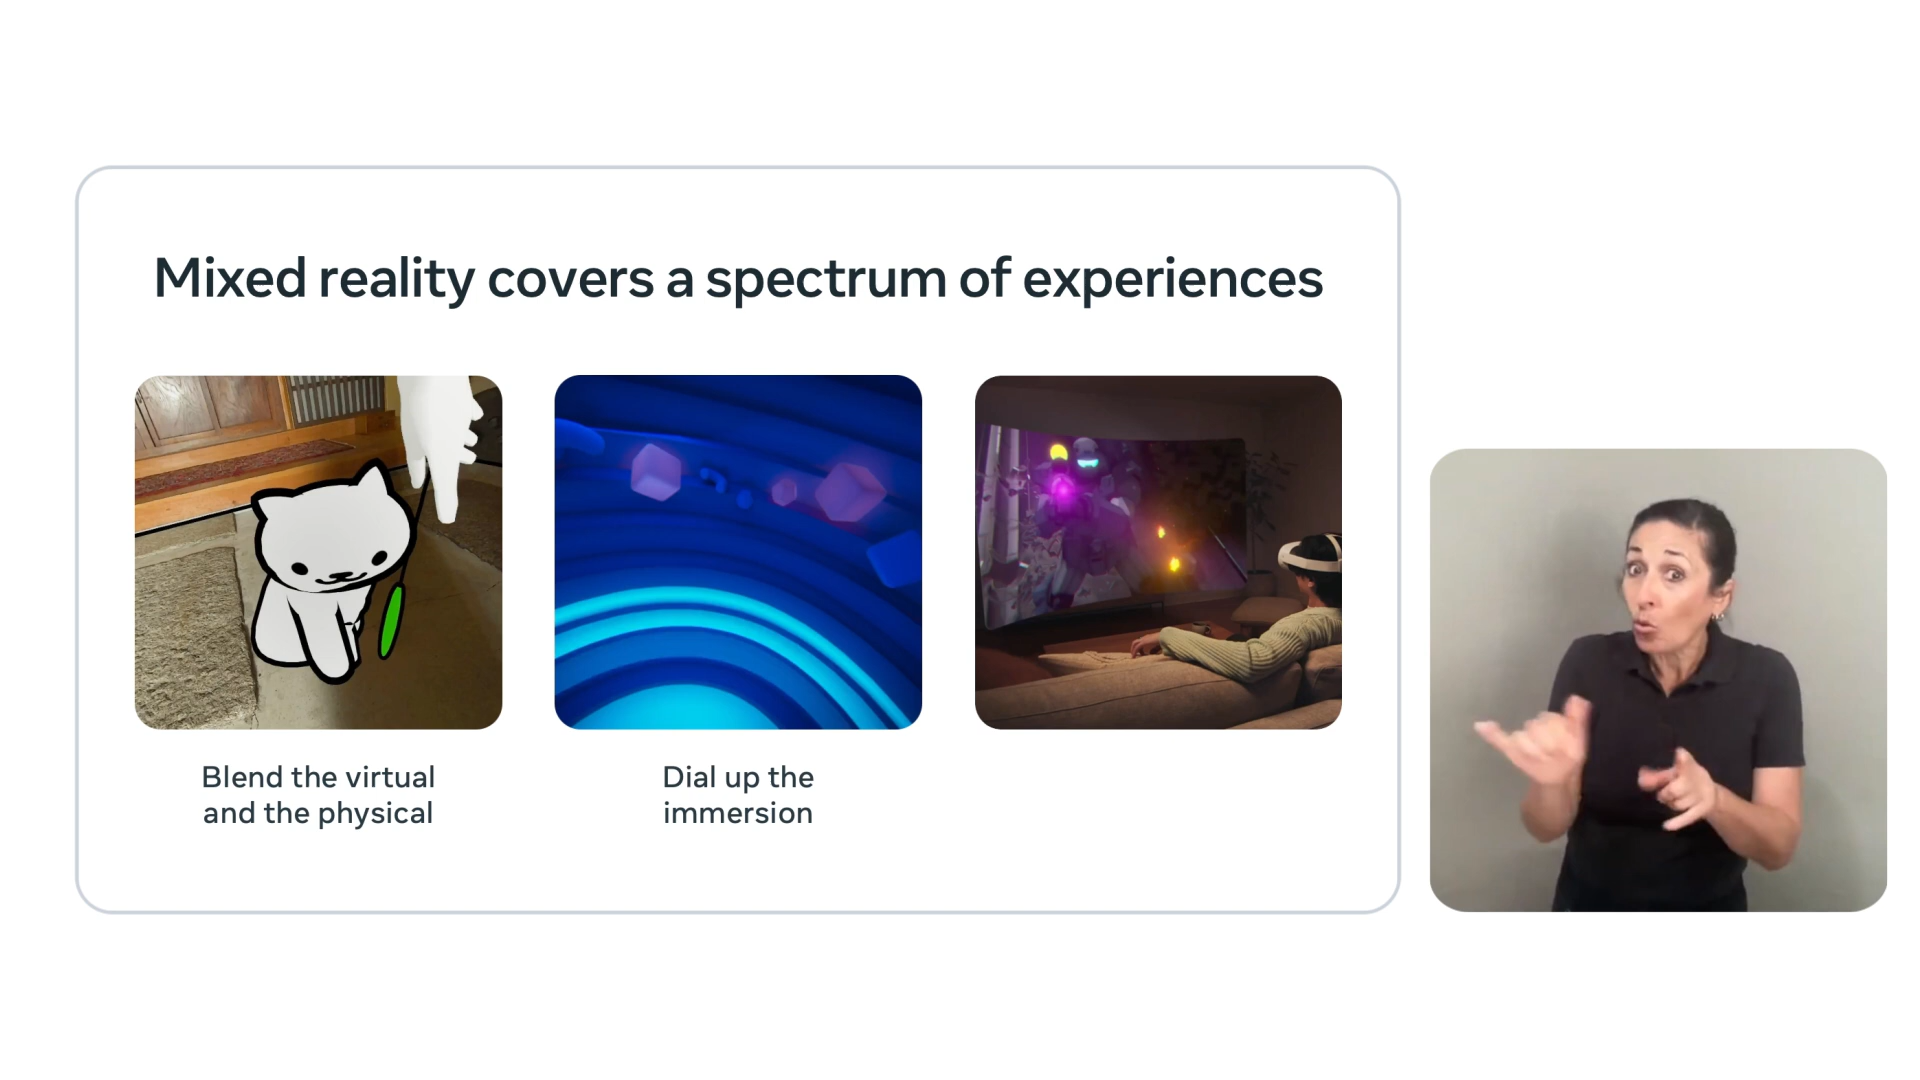 Mixed reality covers a spectrum of experiences
Blend the virtual
and the physical
Dial up the
immersion